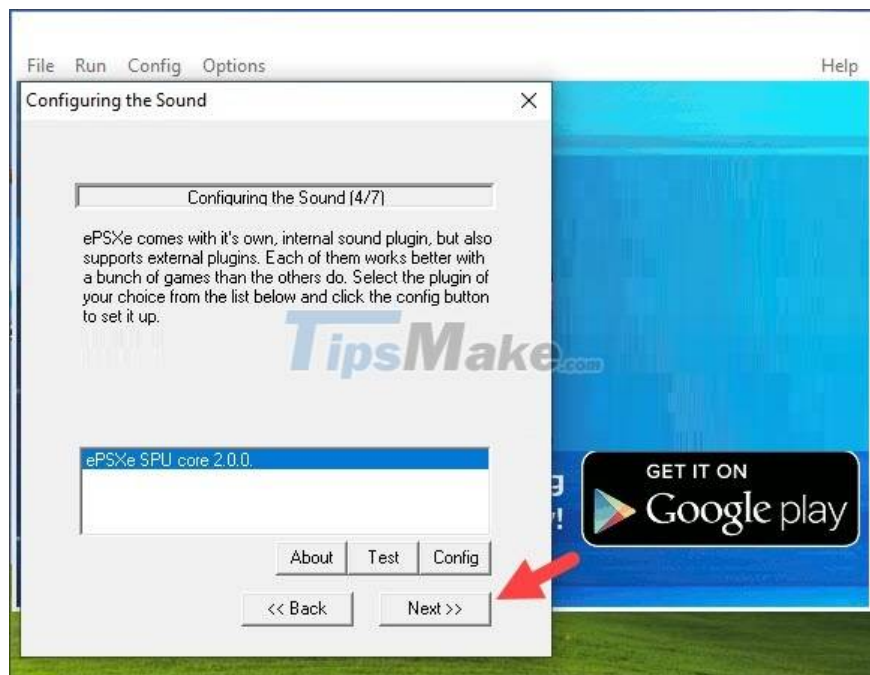 File Run Config Options Help
Configuring the Sound
Configuring the Sound (4/7)
ePSXe comes with it's own, internal sound plugin, but also
supports external plugins. Each of them works better with
a bunch of games than the others do. Select the plugin of
your choice from the list below and click the config button
to set it up.
TipsMake.com
ePSXe SPU core 2.0.0.
GET IT ON
Google play
About Test Config
<< Back Next >>